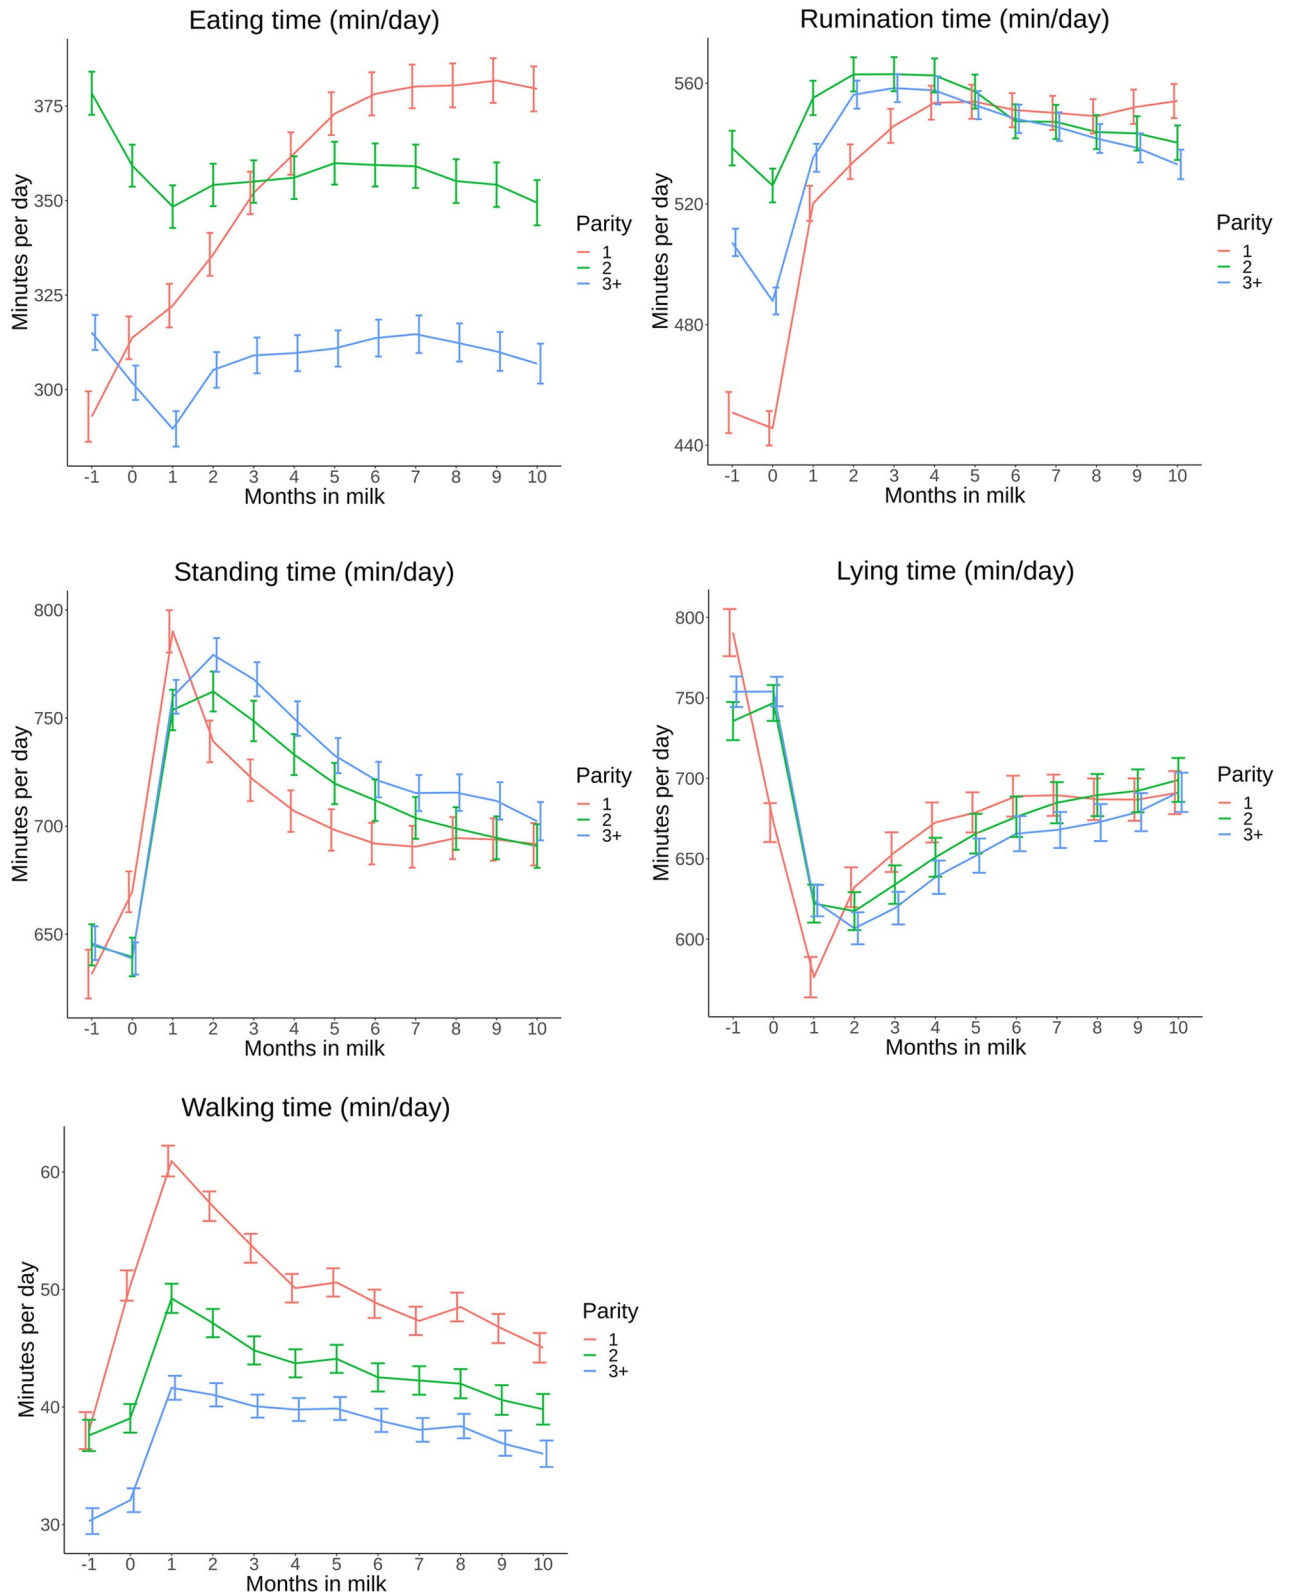 Eating time (min/day)
Minutes per day
375
350
325
300
-1 0 1 2 3 4 5 6 7 8 9 10
Months in milk
Parity
1
2
3+
Rumination time (min/day)
Minutes per day
560
520
480
440
-1 0 1 2 3 4 5 6 7 8 9 10
Months in milk
Parity
1
2
3+
Standing time (min/day)
Minutes per day
800
750
700
650
-1 0 1 2 3 4 5 6 7 8 9 10
Months in milk
Parity
1
2
3+
Lying time (min/day)
Minutes per day
800
750
700
650
600
-1 0 1 2 3 4 5 6 7 8 9 10
Months in milk
Parity
1
2
3+
Walking time (min/day)
Minutes per day
60
50
40
30
-1 0 1 2 3 4 5 6 7 8 9 10
Months in milk
Parity
1
2
3+